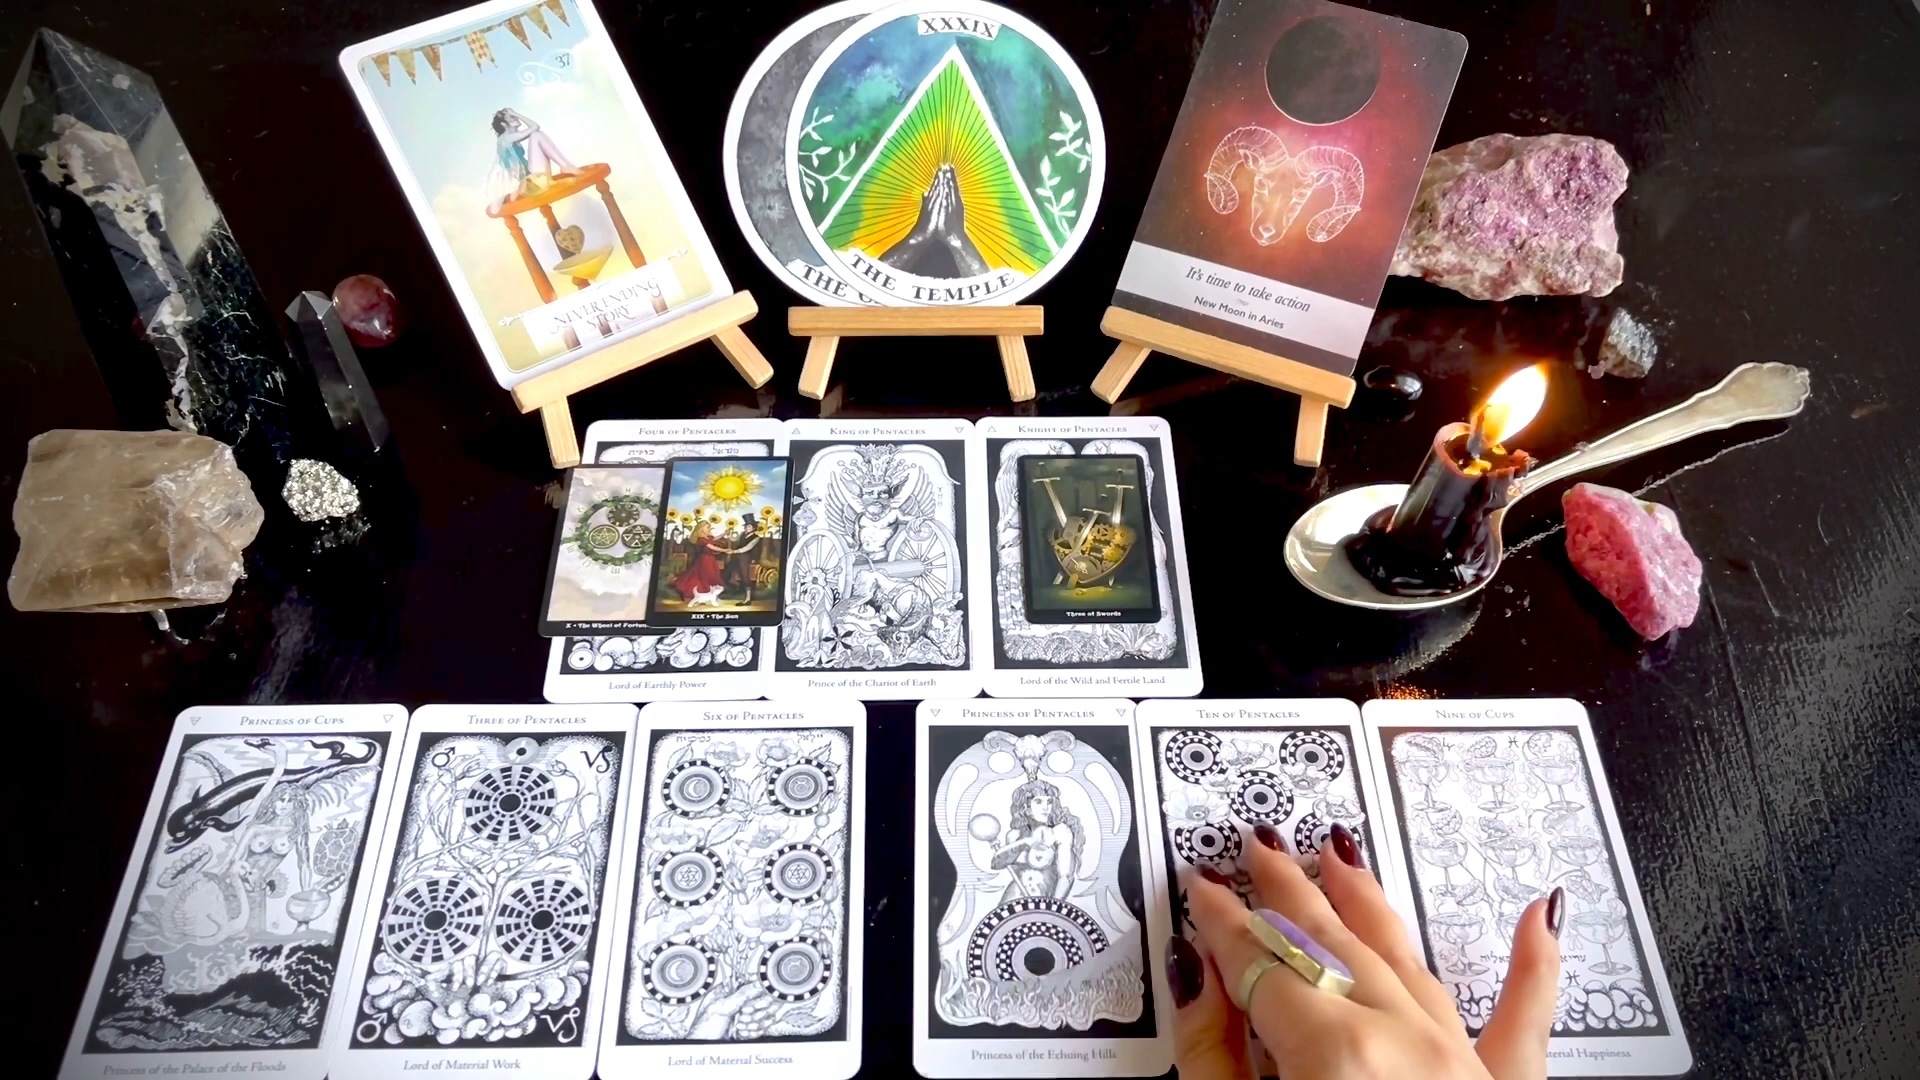 37
NEVERENDING
STORY
XXXIX
THE
THE TEMPLE
It's time to take action
New Moon in Aries
Four of Pentacles
King of Pentacles
Knight of Pentacles
X • The Wheel of
XIX • The Sun
Three of Swords
Lord of Earthly Power
Prince of the Chariot of Earth
Lord of the Wild and Fertile Land
Princess of Cups
Three of Pentacles
Six of Pentacles
Princess of Pentacles
Ten of Pentacles
Nine of Cups
Princess of the Palace of the Floods
Lord of Material Work
Lord of Material Success
Princess of the Echoing Hills
Happiness